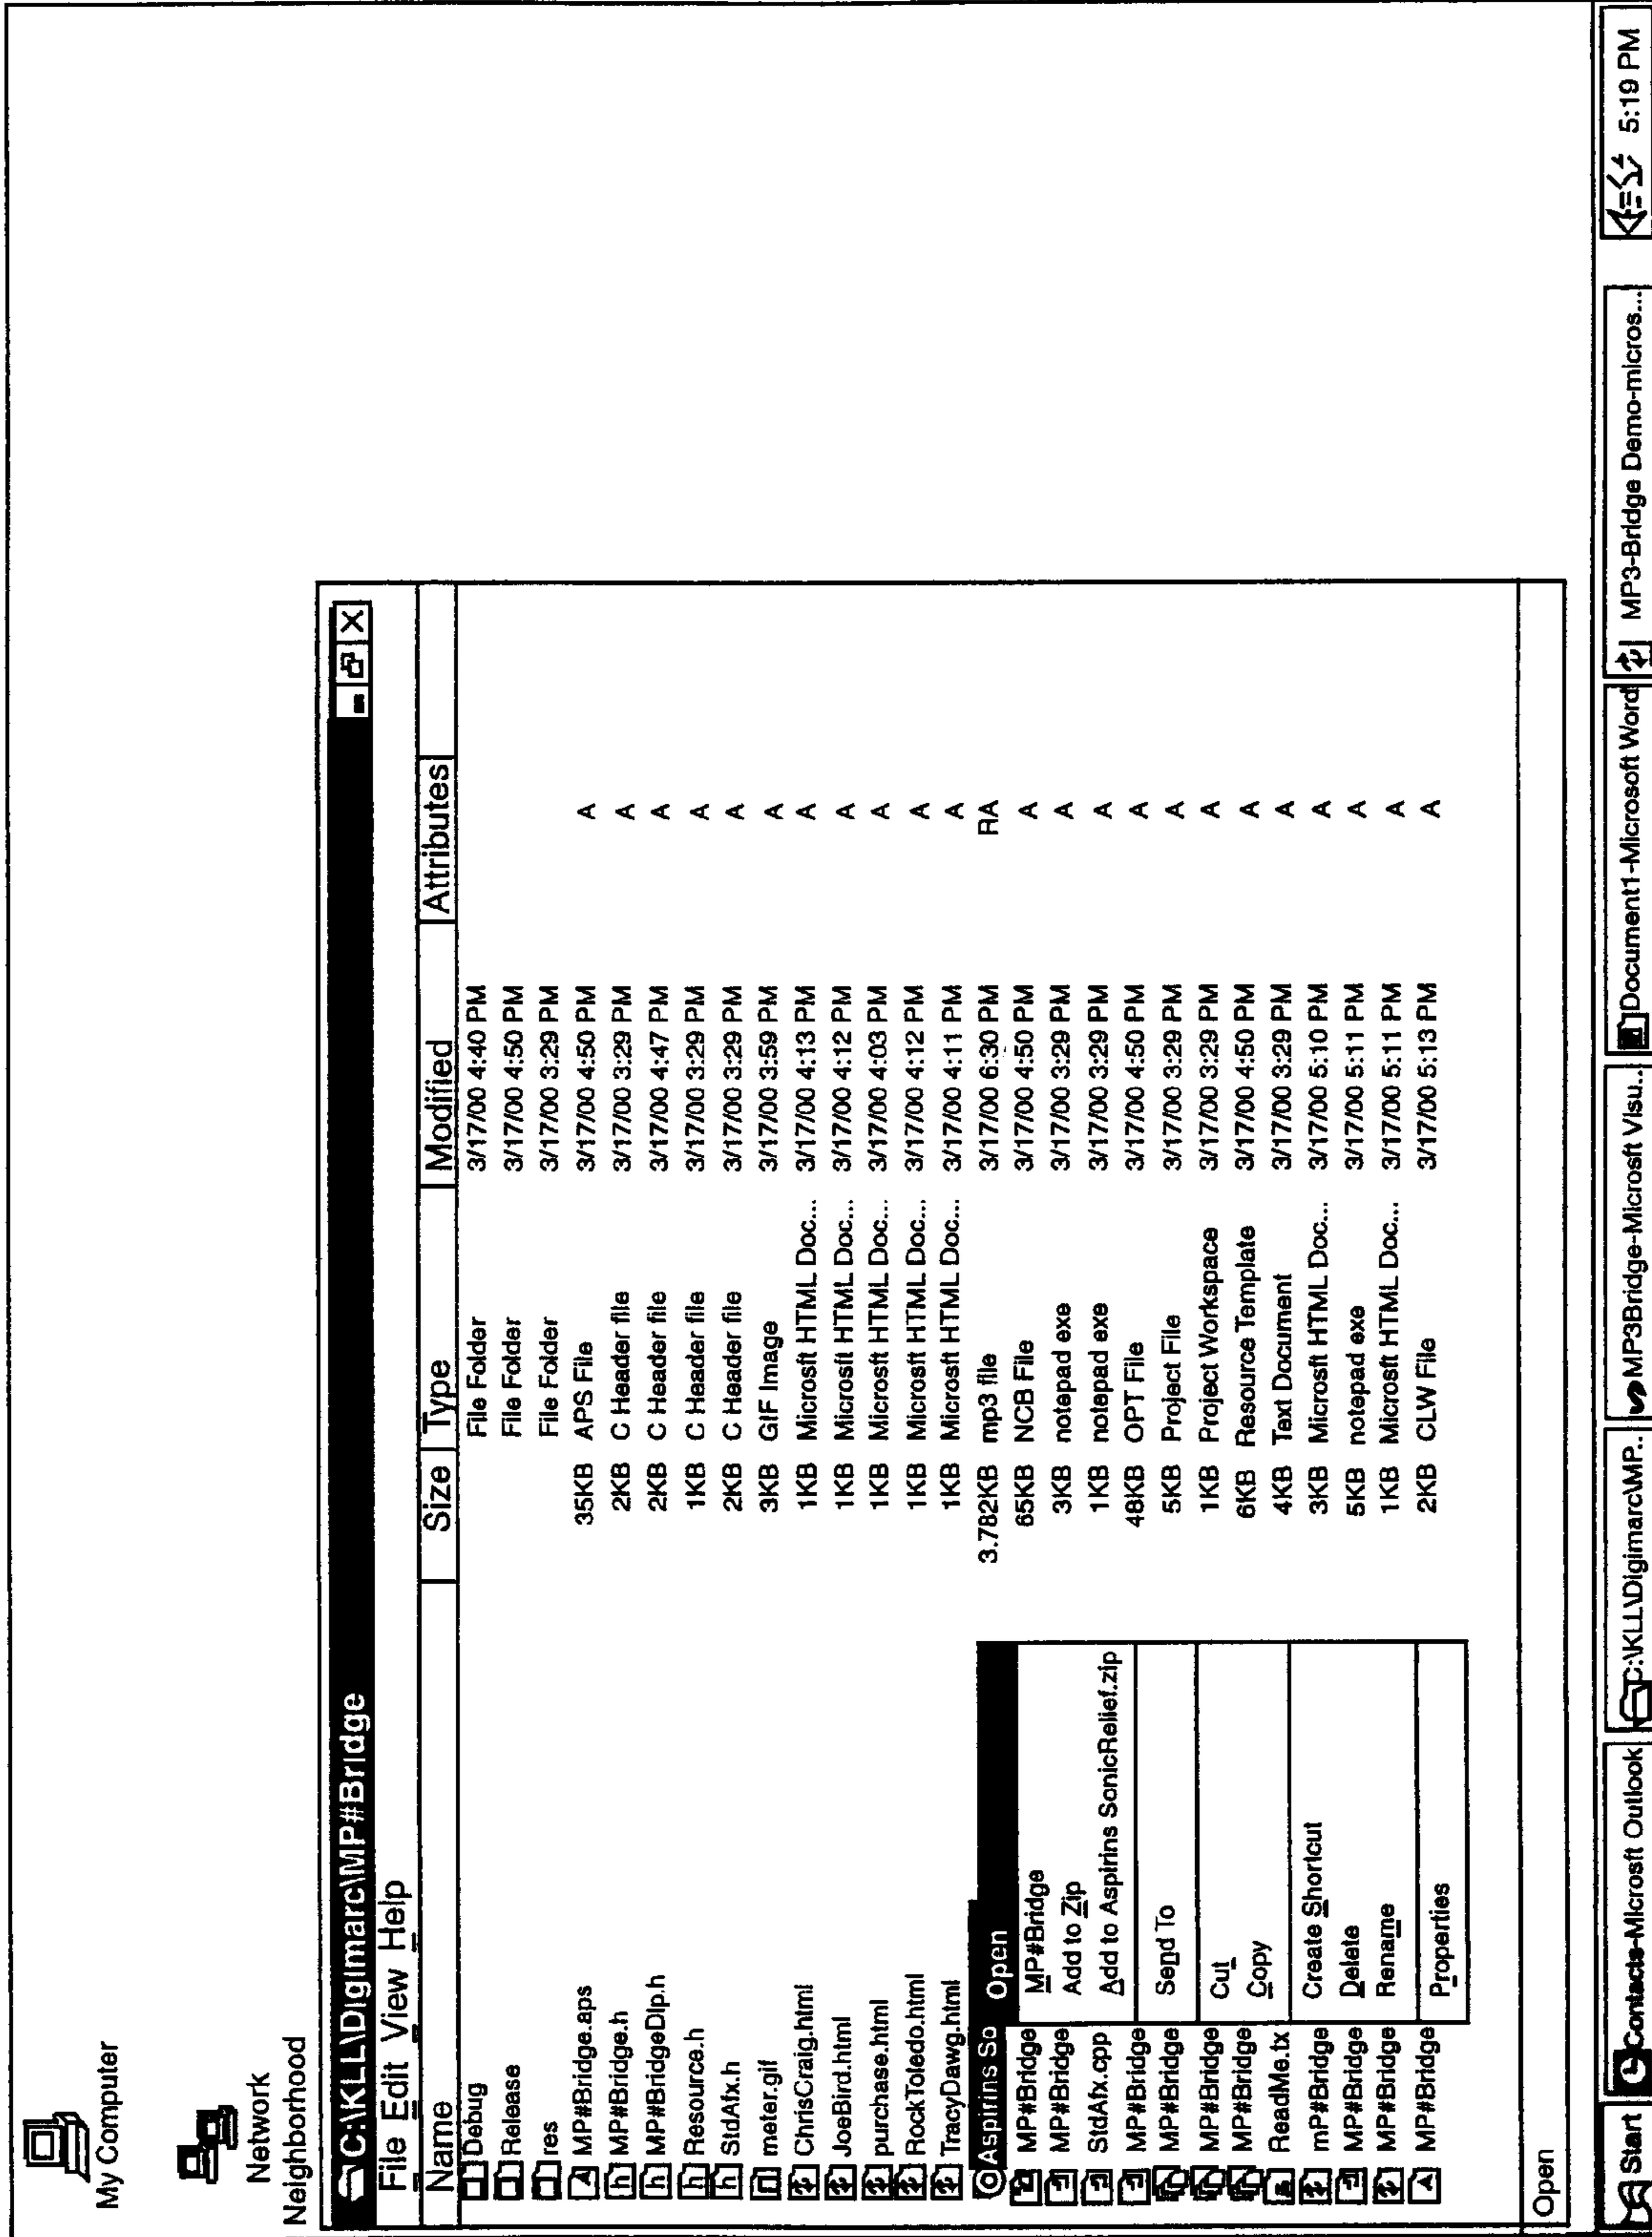 My Computer
Network
Neighborhood
C:\KLL\Digimarc\MP#Bridge
File Edit View Help
Name Size Type Modified Attributes
Debug File Folder 3/17/00 4:40 PM
Release File Folder 3/17/00 4:50 PM
res File Folder 3/17/00 3:29 PM
MP#Bridge.aps 35KB APS File 3/17/00 4:50 PM A
MP#Bridge.h 2KB C Header file 3/17/00 3:29 PM A
MP#BridgeDlp.h 2KB C Header file 3/17/00 4:47 PM A
Resource.h 1KB C Header file 3/17/00 3:29 PM A
StdAfx.h 2KB C Header file 3/17/00 3:29 PM A
meter.gif 3KB GIF Image 3/17/00 3:59 PM A
ChrisCraig.html 1KB Microsft HTML Doc... 3/17/00 4:13 PM A
JoeBird.html 1KB Microsft HTML Doc... 3/17/00 4:12 PM A
purchase.html 1KB Microsft HTML Doc... 3/17/00 4:03 PM A
RockToledo.html 1KB Microsft HTML Doc... 3/17/00 4:12 PM A
TracyDawg.html 1KB Microsft HTML Doc... 3/17/00 4:11 PM A
Aspirins So Open 3.782KB mp3 file 3/17/00 6:30 PM RA
MP#Bridge MP#Bridge 65KB NCB File 3/17/00 4:50 PM A
MP#Bridge Add to Zip 3KB notepad exe 3/17/00 3:29 PM A
StdAfx.cpp Add to Aspirins SonicRelief.zip 1KB notepad exe 3/17/00 3:29 PM A
MP#Bridge 48KB OPT File 3/17/00 4:50 PM A
MP#Bridge Send To 5KB Project File 3/17/00 3:29 PM A
MP#Bridge Cut 1KB Project Workspace 3/17/00 3:29 PM A
MP#Bridge Copy 6KB Resource Template 3/17/00 4:50 PM A
ReadMe.tx 4KB Text Document 3/17/00 3:29 PM A
mP#Bridge Create Shortcut 3KB Microsft HTML Doc... 3/17/00 5:10 PM A
MP#Bridge Delete 5KB notepad exe 3/17/00 5:11 PM A
MP#Bridge Rename 1KB Microsft HTML Doc... 3/17/00 5:11 PM A
MP#Bridge Properties 2KB CLW File 3/17/00 5:13 PM A
Open
Start Contacts-Microsft Outlook C:\KLL\Digimarc\MP.. MP3Bridge-Microsft Visu... Document1-Microsoft Word MP3-Bridge Demo-micros... 5:19 PM